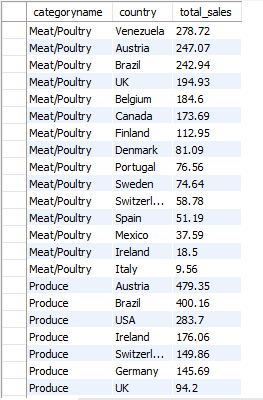 categoryname country total_sales
Meat/Poultry Venezuela 278.72
Meat/Poultry Austria 247.07
Meat/Poultry Brazil 242.94
Meat/Poultry UK 194.93
Meat/Poultry Belgium 184.6
Meat/Poultry Canada 173.69
Meat/Poultry Finland 112.95
Meat/Poultry Denmark 81.09
Meat/Poultry Portugal 76.56
Meat/Poultry Sweden 74.64
Meat/Poultry Switzerl... 58.78
Meat/Poultry Spain 51.19
Meat/Poultry Mexico 37.59
Meat/Poultry Ireland 18.5
Meat/Poultry Italy 9.56
Produce Austria 479.35
Produce Brazil 400.16
Produce USA 283.7
Produce Ireland 176.06
Produce Switzerl... 149.86
Produce Germany 145.69
Produce UK 94.2